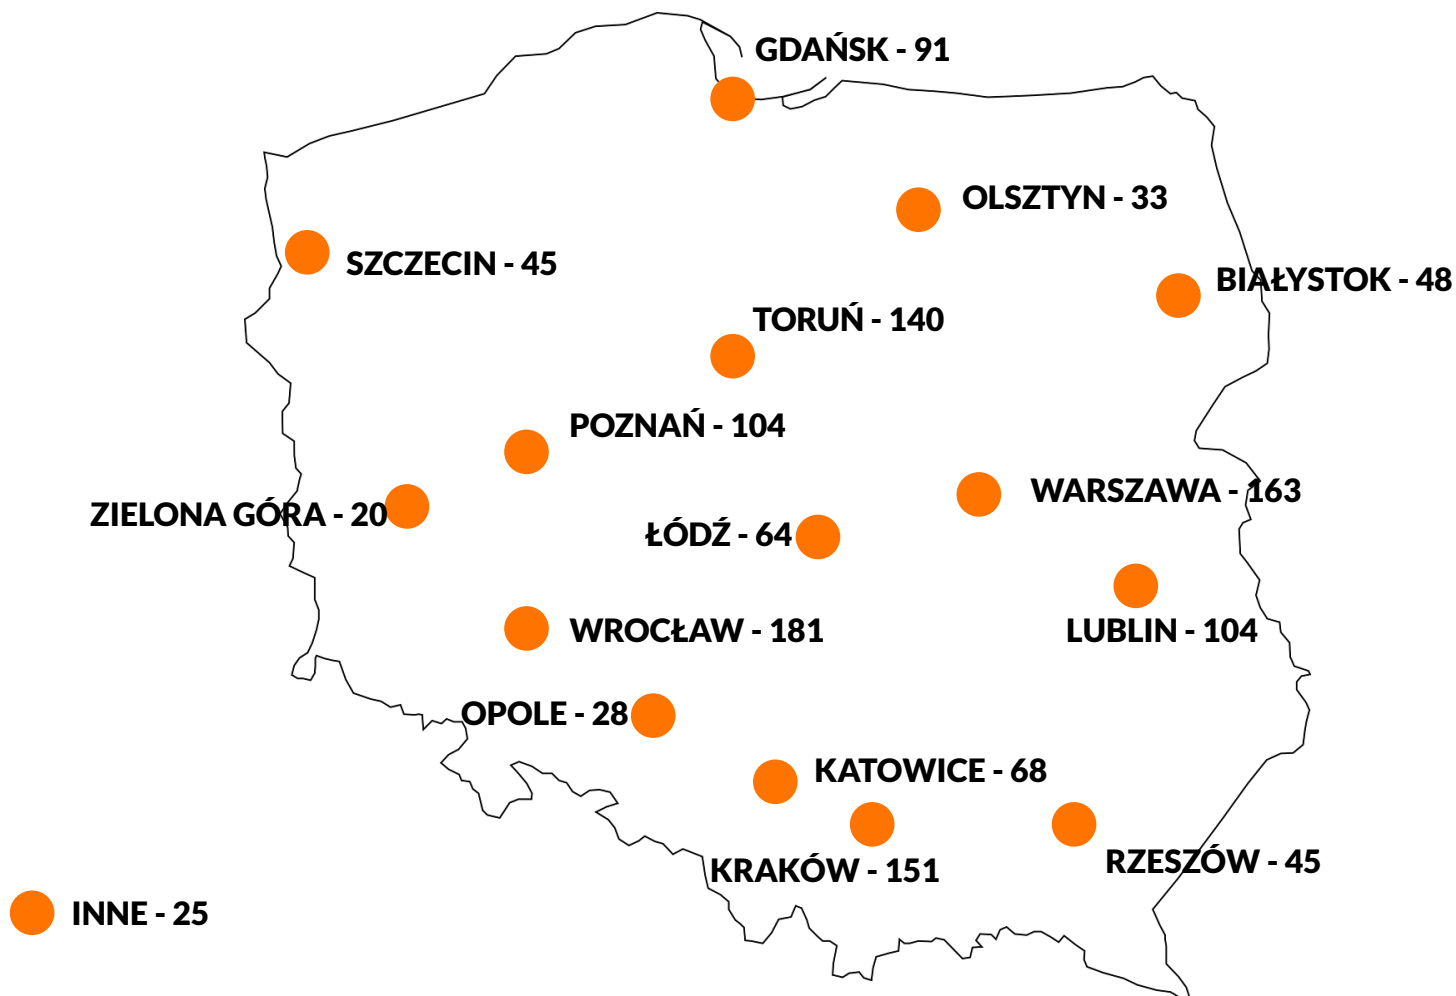 GDAŃSK - 91
OLSZTYN - 33
SZCZECIN - 45
BIAŁYSTOK - 48
TORUŃ - 140
POZNAŃ - 104
WARSZAWA - 163
ZIELONA GÓRA - 20
ŁÓDŹ - 64
WROCŁAW - 181
LUBLIN - 104
OPOLE - 28
KATOWICE - 68
RZESZÓW - 45
KRAKÓW - 151
INNE - 25